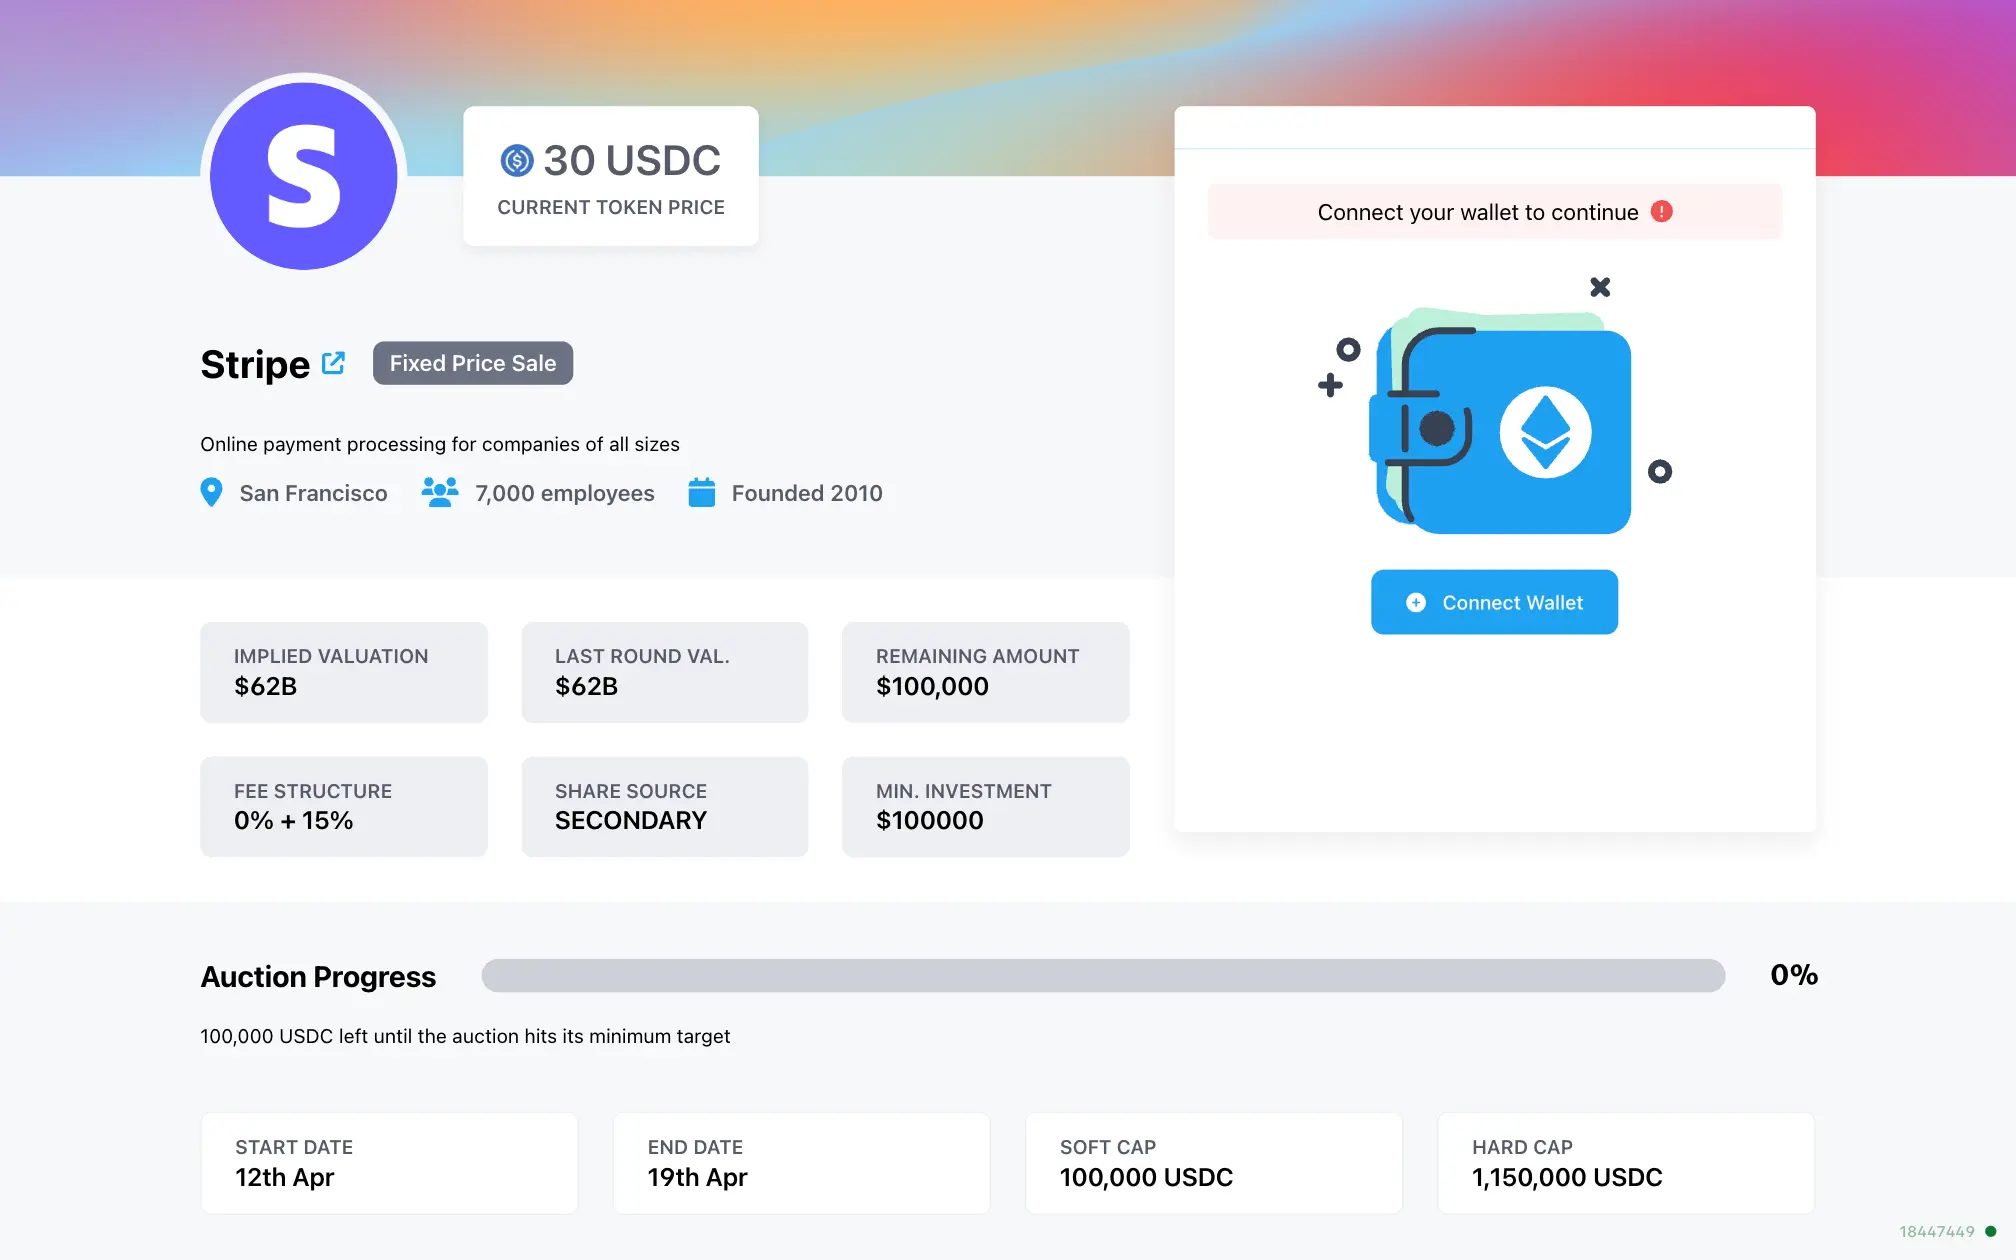 S
30 USDC
CURRENT TOKEN PRICE
Connect your wallet to continue
Stripe
Fixed Price Sale
Online payment processing for companies of all sizes
San Francisco
7,000 employees
Founded 2010
Connect Wallet
IMPLIED VALUATION
$62B
LAST ROUND VAL.
$62B
REMAINING AMOUNT
$100,000
FEE STRUCTURE
0% + 15%
SHARE SOURCE
SECONDARY
MIN. INVESTMENT
$100000
Auction Progress
0%
100,000 USDC left until the auction hits its minimum target
START DATE
12th Apr
END DATE
19th Apr
SOFT CAP
100,000 USDC
HARD CAP
1,150,000 USDC
18447449